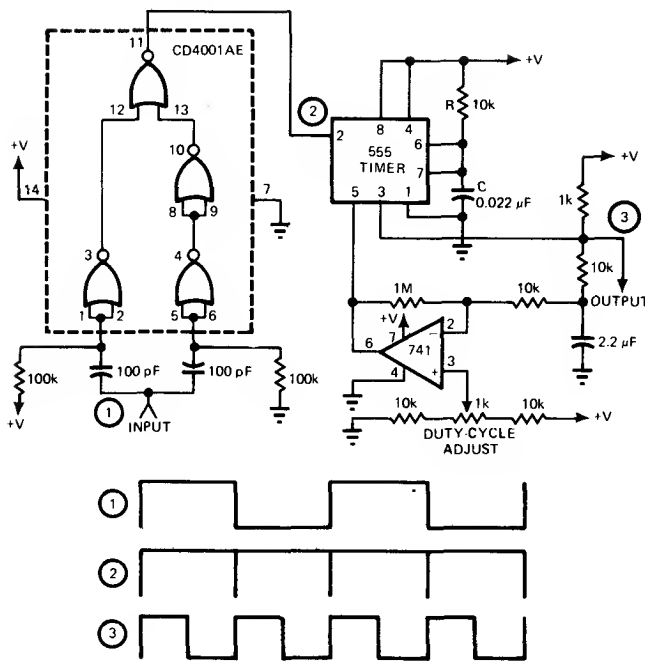 11
CD4001AE
12
13
10
8
9
3
4
1
2
5
6
+V
14
7
100k
100 pF
100 pF
100k
+V
1
INPUT
2
+V
R
10k
2
8
4
555
TIMER
6
7
5
3
1
C
0.022 µF
+V
1k
3
10k
OUTPUT
1M
10k
+V
7
2
6
741
4
3
+
−
2.2 µF
10k
1k
10k
+V
DUTY-CYCLE
ADJUST
1
2
3